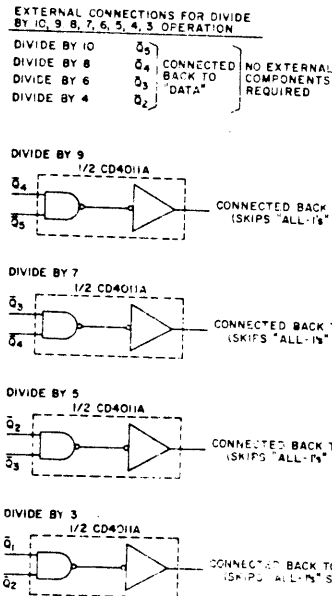 EXTERNAL CONNECTIONS FOR DIVIDE
BY 10, 9, 8, 7, 6, 5, 4, 3 OPERATION
DIVIDE BY 10 Q̄5
DIVIDE BY 8 Q̄4
DIVIDE BY 6 Q̄3
DIVIDE BY 4 Q̄2
CONNECTED
BACK TO
"DATA"
NO EXTERNAL
COMPONENTS
REQUIRED
DIVIDE BY 9
1/2 CD4011A
Q̄4
Q̄5
CONNECTED BACK
(SKIPS "ALL-1's"
DIVIDE BY 7
1/2 CD4011A
Q̄3
Q̄4
CONNECTED BACK T
(SKIPS "ALL-1's"
DIVIDE BY 5
1/2 CD4011A
Q̄2
Q̄3
CONNECTED BACK T
(SKIPS "ALL-1's"
DIVIDE BY 3
1/2 CD4011A
Q̄1
Q̄2
CONNECTED BACK TO
(SKIPS "ALL-1's" S